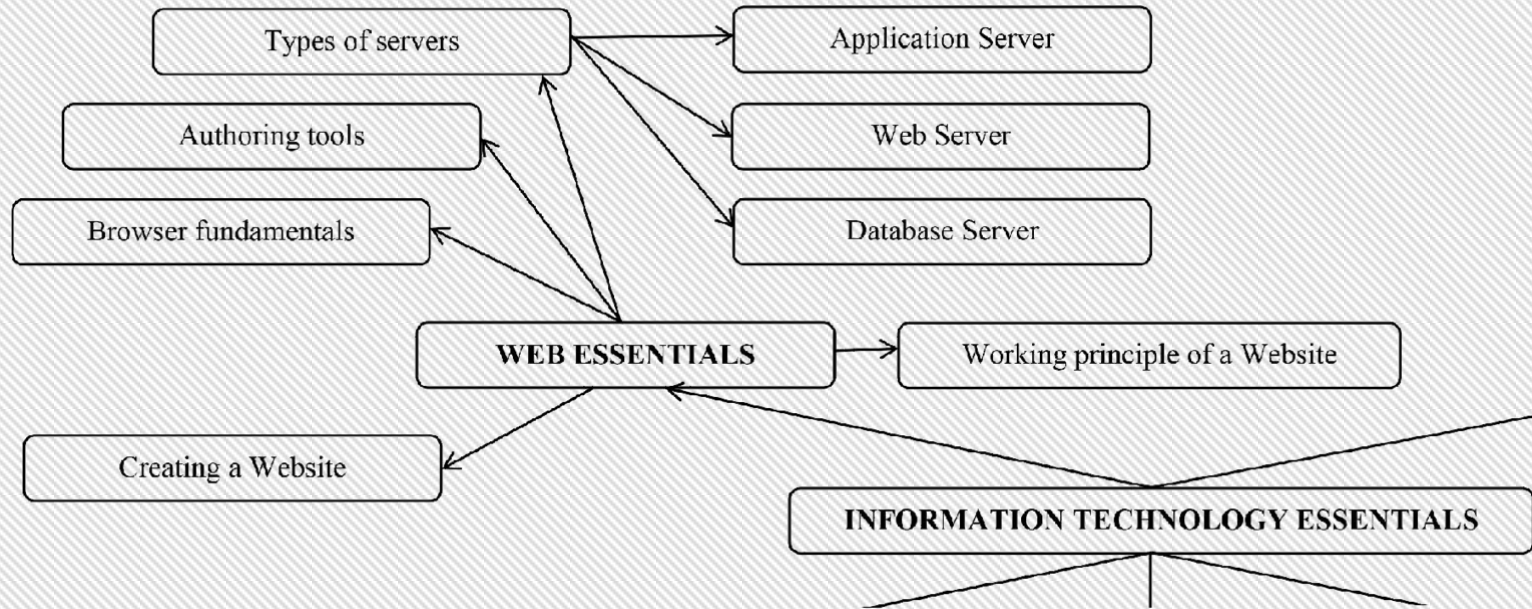 Types of servers
Application Server
Authoring tools
Web Server
Browser fundamentals
Database Server
WEB ESSENTIALS
Working principle of a Website
Creating a Website
INFORMATION TECHNOLOGY ESSENTIALS